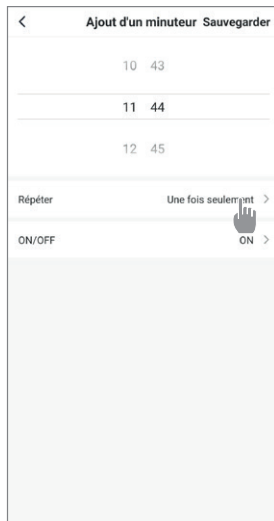 Ajout d'un minuteur Sauvegarder
10 43
11 44
12 45
Répéter Une fois seulement
ON/OFF ON